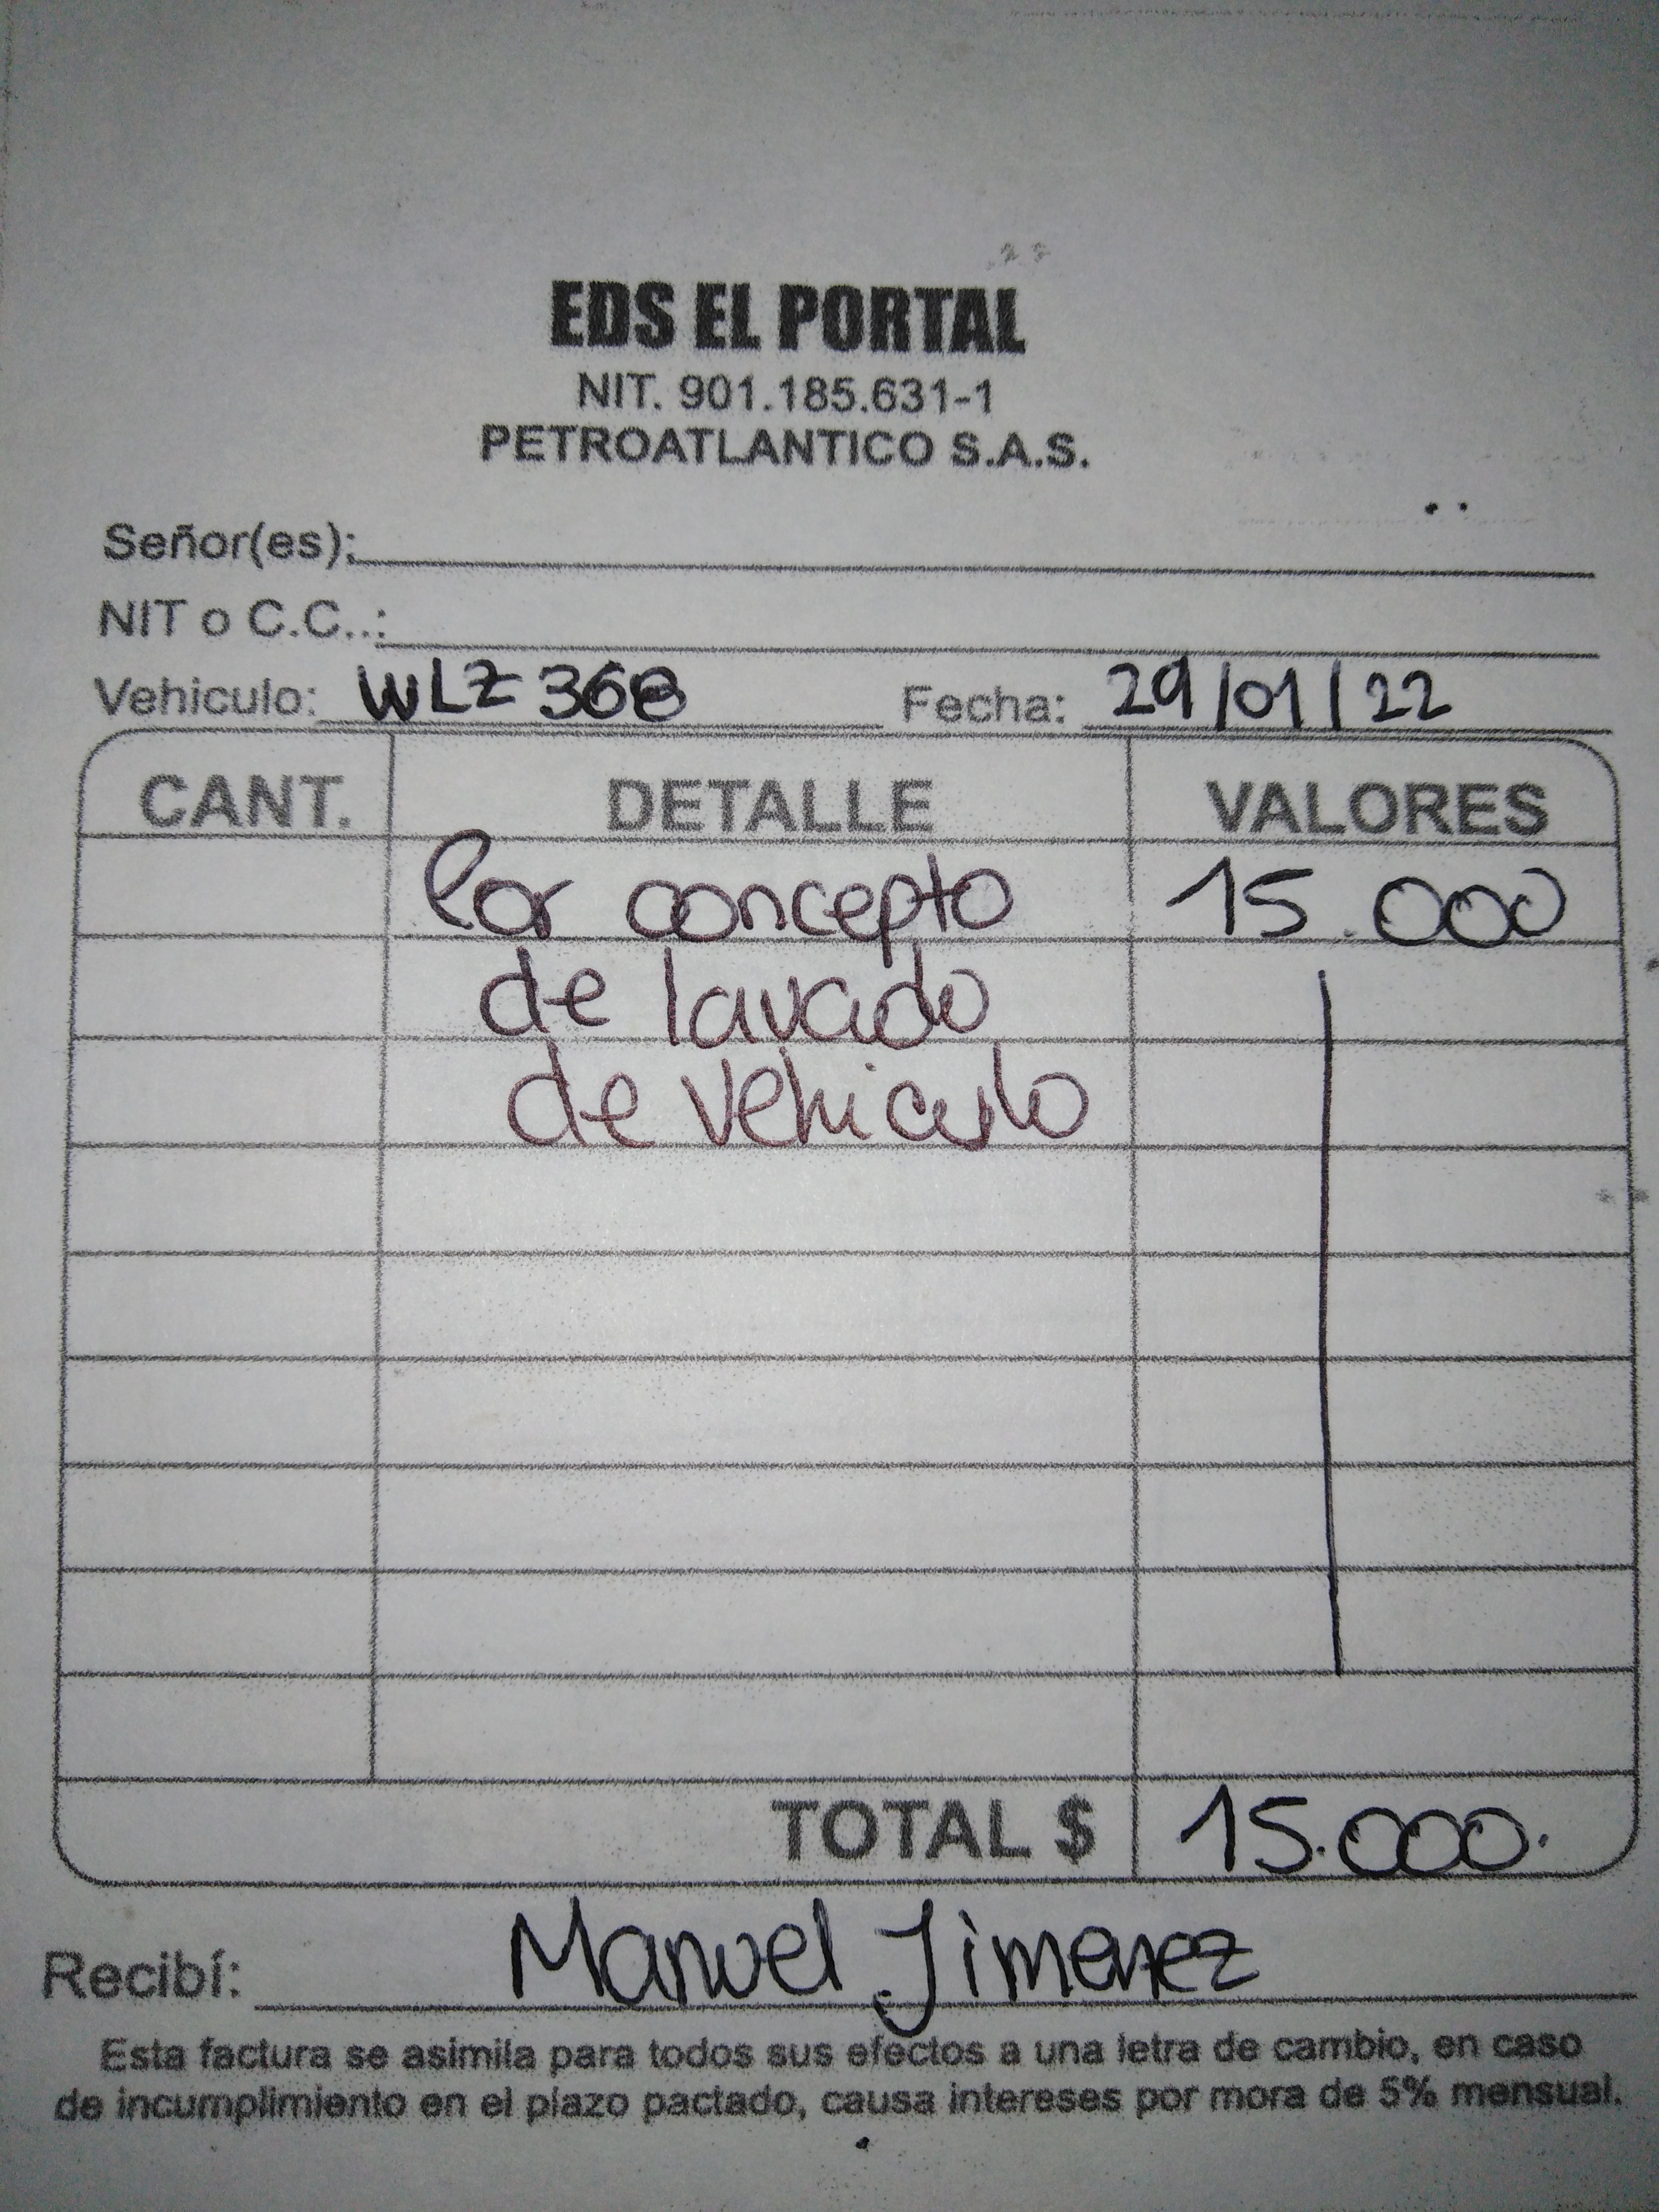 EDS EL PORTAL
NIT. 901.185.631-1
PETROATLANTICO S.A.S.
Señor(es):
NIT o C.C..:
Vehiculo: WLZ 368 Fecha: 29/01/22
CANT. DETALLE VALORES
Por concepto 15.000
de lavado
de vehiculo
TOTAL $ 15.000.
Recibí: Manuel Jimenez
Esta factura se asimila para todos sus efectos a una letra de cambio, en caso
de incumplimiento en el plazo pactado, causa intereses por mora de 5% mensual.